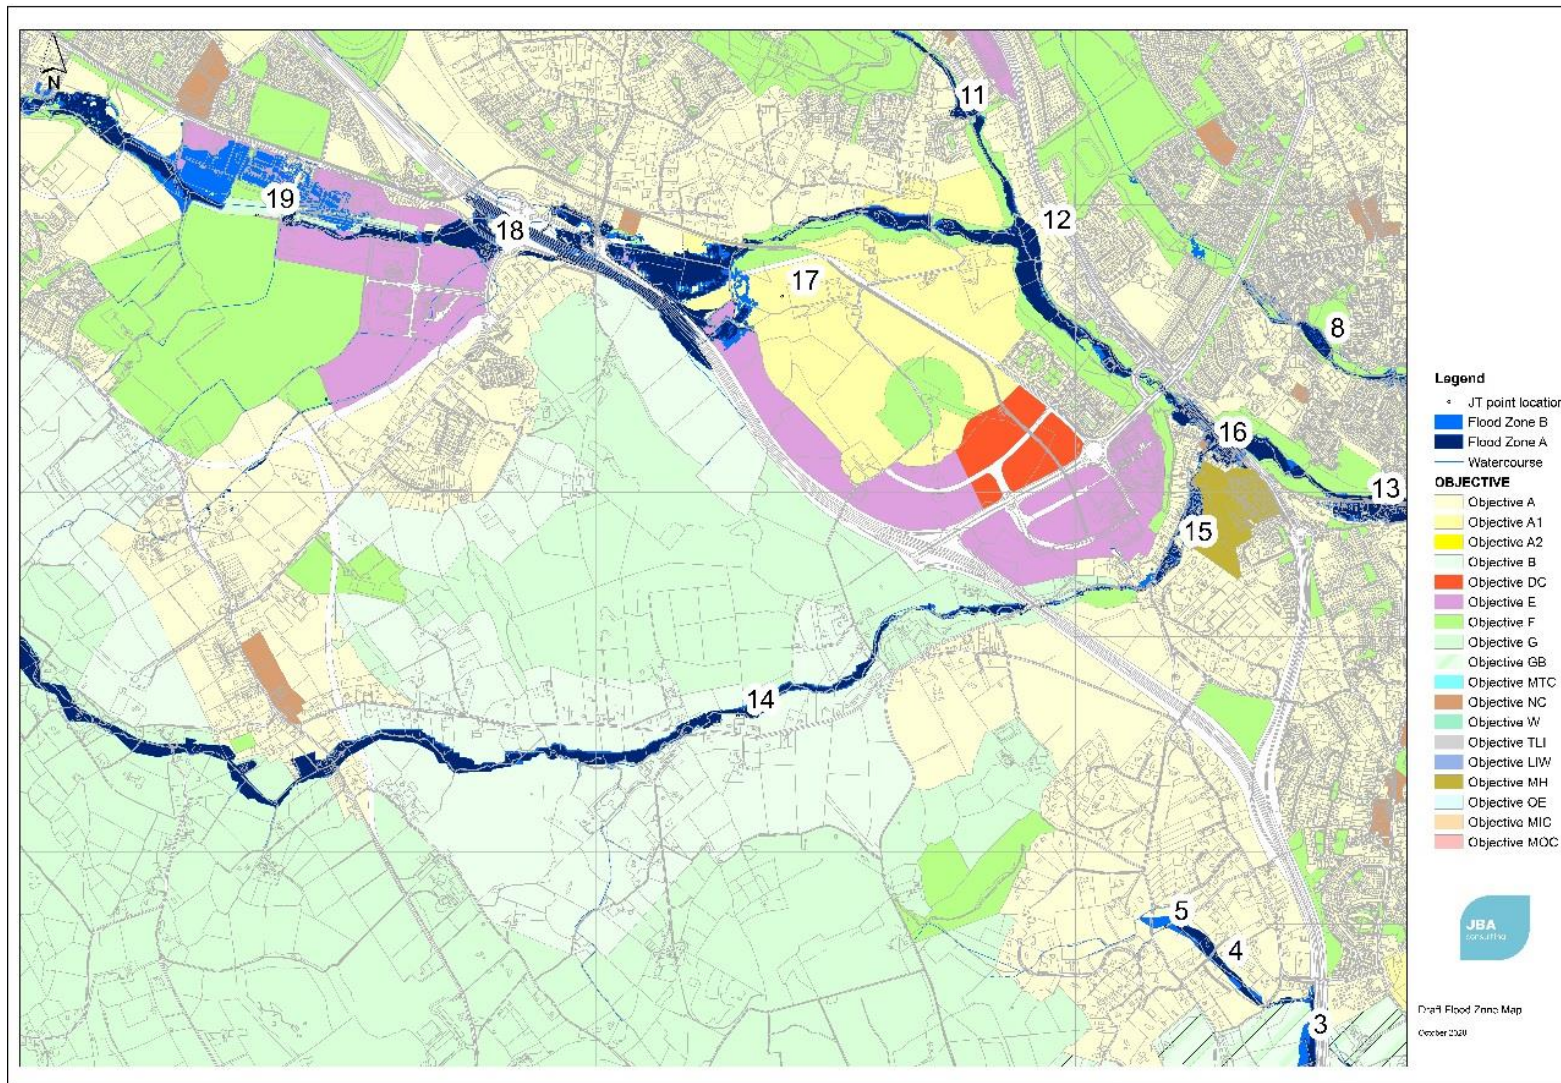 N
11
12
19
18
17
8
16
13
15
14
5
4
3
Legend
JT point location
Flood Zone B
Flood Zone A
Watercourse
OBJECTIVE
Objective A
Objective A1
Objective A2
Objective B
Objective DC
Objective E
Objective F
Objective G
Objective GB
Objective MTC
Objective NC
Objective W
Objective TLI
Objective LIW
Objective MH
Objective OE
Objective MIC
Objective MOC
JBA
consulting
Draft Flood Zone Map
October 2020